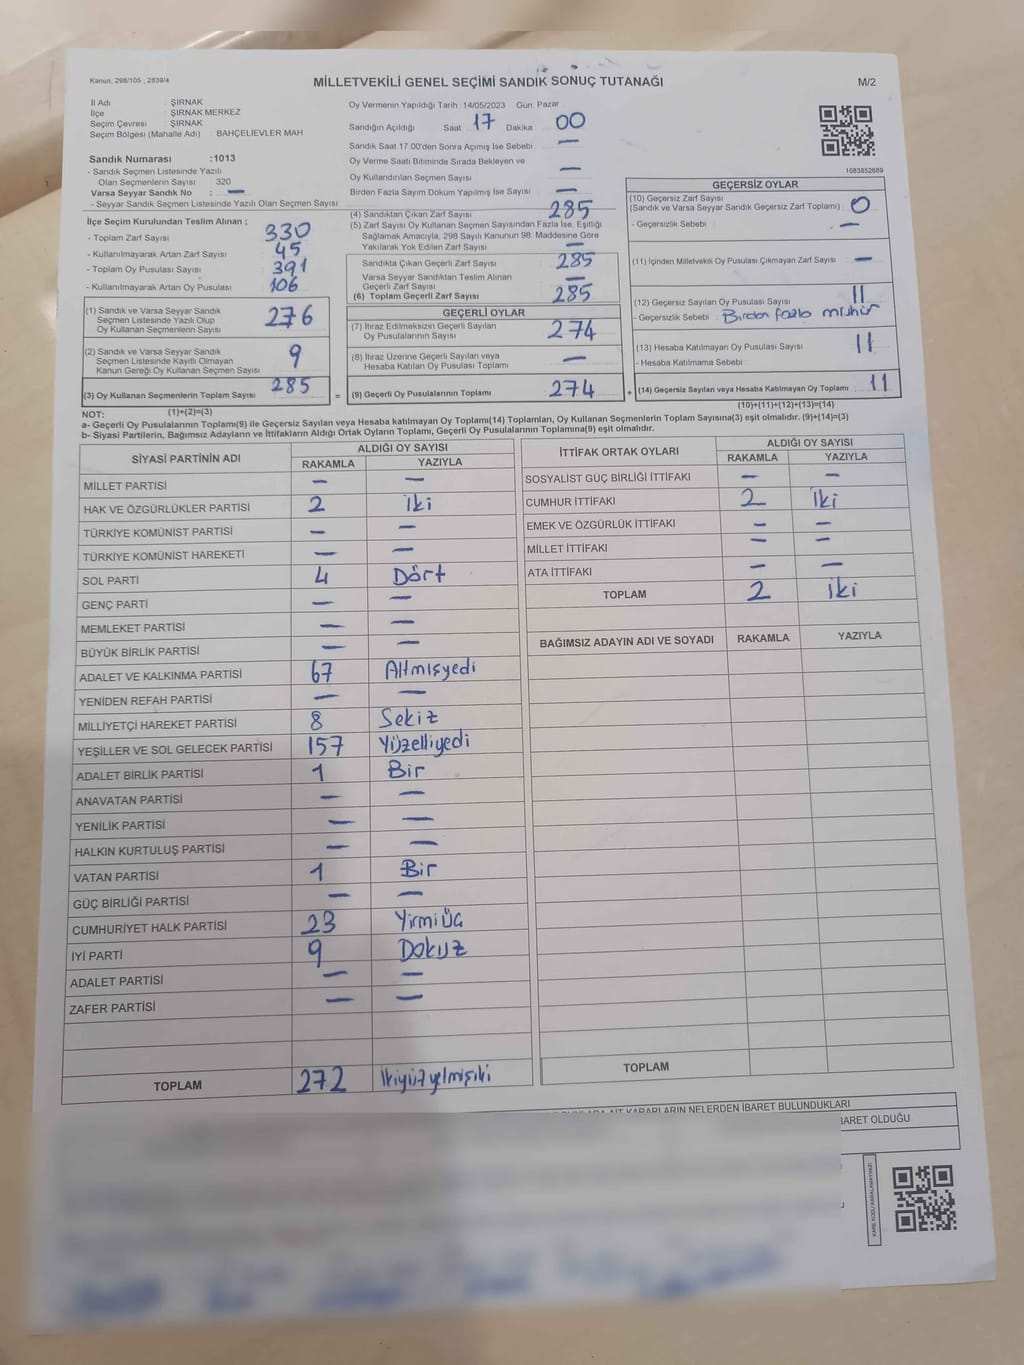 Kanun, 298/105 , 2839/4
MİLLETVEKİLİ GENEL SEÇİMİ SANDIK SONUÇ TUTANAĞI
M/2
İl Adı : ŞIRNAK
İlçe : ŞIRNAK MERKEZ
Seçim Çevresi : ŞIRNAK
Seçim Bölgesi (Mahalle Adı) BAHÇELİEVLER MAH
Sandık Numarası :1013
- Sandık Seçmen Listesinde Yazılı
Olan Seçmenlerin Sayısı 320
Varsa Seyyar Sandık No : —
- Seyyar Sandık Seçmen Listesinde Yazılı Olan Seçmen Sayısı
Oy Vermenin Yapıldığı Tarih 14/05/2023 Gün Pazar
Sandığın Açıldığı Saat 17 Dakika 00
Sandık Saat 17:00'den Sonra Açımış İse Sebebi —
Oy Verme Saati Bitiminde Sırada Bekleyen ve
Oy Kullandırılan Seçmen Sayısı —
Birden Fazla Sayım Döküm Yapılmış İse Sayısı —
1083852689
İlçe Seçim Kurulundan Teslim Alınan ;
- Toplam Zarf Sayısı 330
- Kullanılmayarak Artan Zarf Sayısı 45
- Toplam Oy Pusulası Sayısı 391
- Kullanılmayarak Artan Oy Pusulası 106
(1) Sandık ve Varsa Seyyar Sandık
Seçmen Listesinde Yazılı Olup
Oy Kullanan Seçmenlerin Sayısı 276
(2) Sandık ve Varsa Seyyar Sandık
Seçmen Listesinde Kayıtlı Olmayan
Kanun Gereği Oy Kullanan Seçmen Sayısı 9
(3) Oy Kullanan Seçmenlerin Toplam Sayısı 285
(4) Sandıktan Çıkan Zarf Sayısı 285
(5) Zarf Sayısı Oy Kullanan Seçmen Sayısından Fazla İse, Eşitliği
Sağlamak Amacıyla, 298 Sayılı Kanunun 98. Maddesine Göre
Yakılarak Yok Edilen Zarf Sayısı —
Sandıkta Çıkan Geçerli Zarf Sayısı 285
Varsa Seyyar Sandıktan Teslim Alınan
Geçerli Zarf Sayısı —
(6) Toplam Geçerli Zarf Sayısı 285
GEÇERLİ OYLAR
(7) İtiraz Edilmeksizin Geçerli Sayılan
Oy Pusulalarının Sayısı 274
(8) İtiraz Üzerine Geçerli Sayılan veya
Hesaba Katılan Oy Pusulası Toplamı —
= (9) Geçerli Oy Pusulalarının Toplamı 274
GEÇERSİZ OYLAR
(10) Geçersiz Zarf Sayısı
(Sandık ve Varsa Seyyar Sandık Geçersiz Zarf Toplamı) 0
- Geçersizlik Sebebi : —
(11) İçinden Milletvekili Oy Pusulası Çıkmayan Zarf Sayısı —
(12) Geçersiz Sayılan Oy Pusulası Sayısı 11
- Geçersizlik Sebebi : Birden fazla mühür
(13) Hesaba Katılmayan Oy Pusulası Sayısı 11
- Hesaba Katılmama Sebebi :
+ (14) Geçersiz Sayılan veya Hesaba Katılmayan Oy Toplamı 11
NOT: (1)+(2)=(3)
(10)+(11)+(12)+(13)=(14)
a- Geçerli Oy Pusulalarının Toplamı(9) ile Geçersiz Sayılan veya Hesaba katılmayan Oy Toplamı(14) Toplamları, Oy Kullanan Seçmenlerin Toplam Sayısına(3) eşit olmalıdır. (9)+(14)=(3)
b- Siyasi Partilerin, Bağımsız Adayların ve İttifakların Aldığı Ortak Oyların Toplamı, Geçerli Oy Pusulalarının Toplamına(9) eşit olmalıdır.
SİYASİ PARTİNİN ADI ALDIĞI OY SAYISI
RAKAMLA YAZIYLA
MİLLET PARTİSİ — —
HAK VE ÖZGÜRLÜKLER PARTİSİ 2 iki
TÜRKİYE KOMÜNİST PARTİSİ — —
TÜRKİYE KOMÜNİST HAREKETİ — —
SOL PARTİ 4 Dört
GENÇ PARTİ — —
MEMLEKET PARTİSİ — —
BÜYÜK BİRLİK PARTİSİ — —
ADALET VE KALKINMA PARTİSİ 67 Altmışyedi
YENİDEN REFAH PARTİSİ — —
MİLLİYETÇİ HAREKET PARTİSİ 8 Sekiz
YEŞİLLER VE SOL GELECEK PARTİSİ 157 Yüzelliyedi
ADALET BİRLİK PARTİSİ 1 Bir
ANAVATAN PARTİSİ — —
YENİLİK PARTİSİ — —
HALKIN KURTULUŞ PARTİSİ — —
VATAN PARTİSİ 1 Bir
GÜÇ BİRLİĞİ PARTİSİ — —
CUMHURİYET HALK PARTİSİ 23 Yirmi Üç
İYİ PARTİ 9 Dokuz
ADALET PARTİSİ — —
ZAFER PARTİSİ — —
TOPLAM 272 ikiyüzyetmişiki
İTTİFAK ORTAK OYLARI ALDIĞI OY SAYISI
RAKAMLA YAZIYLA
SOSYALİST GÜÇ BİRLİĞİ İTTİFAKI — —
CUMHUR İTTİFAKI 2 iki
EMEK VE ÖZGÜRLÜK İTTİFAKI — —
MİLLET İTTİFAKI — —
ATA İTTİFAKI — —
TOPLAM 2 iki
BAĞIMSIZ ADAYIN ADI VE SOYADI RAKAMLA YAZIYLA
TOPLAM
AİT KARARLARIN NELERDEN İBARET BULUNDUKLARI
İBARET OLDUĞU